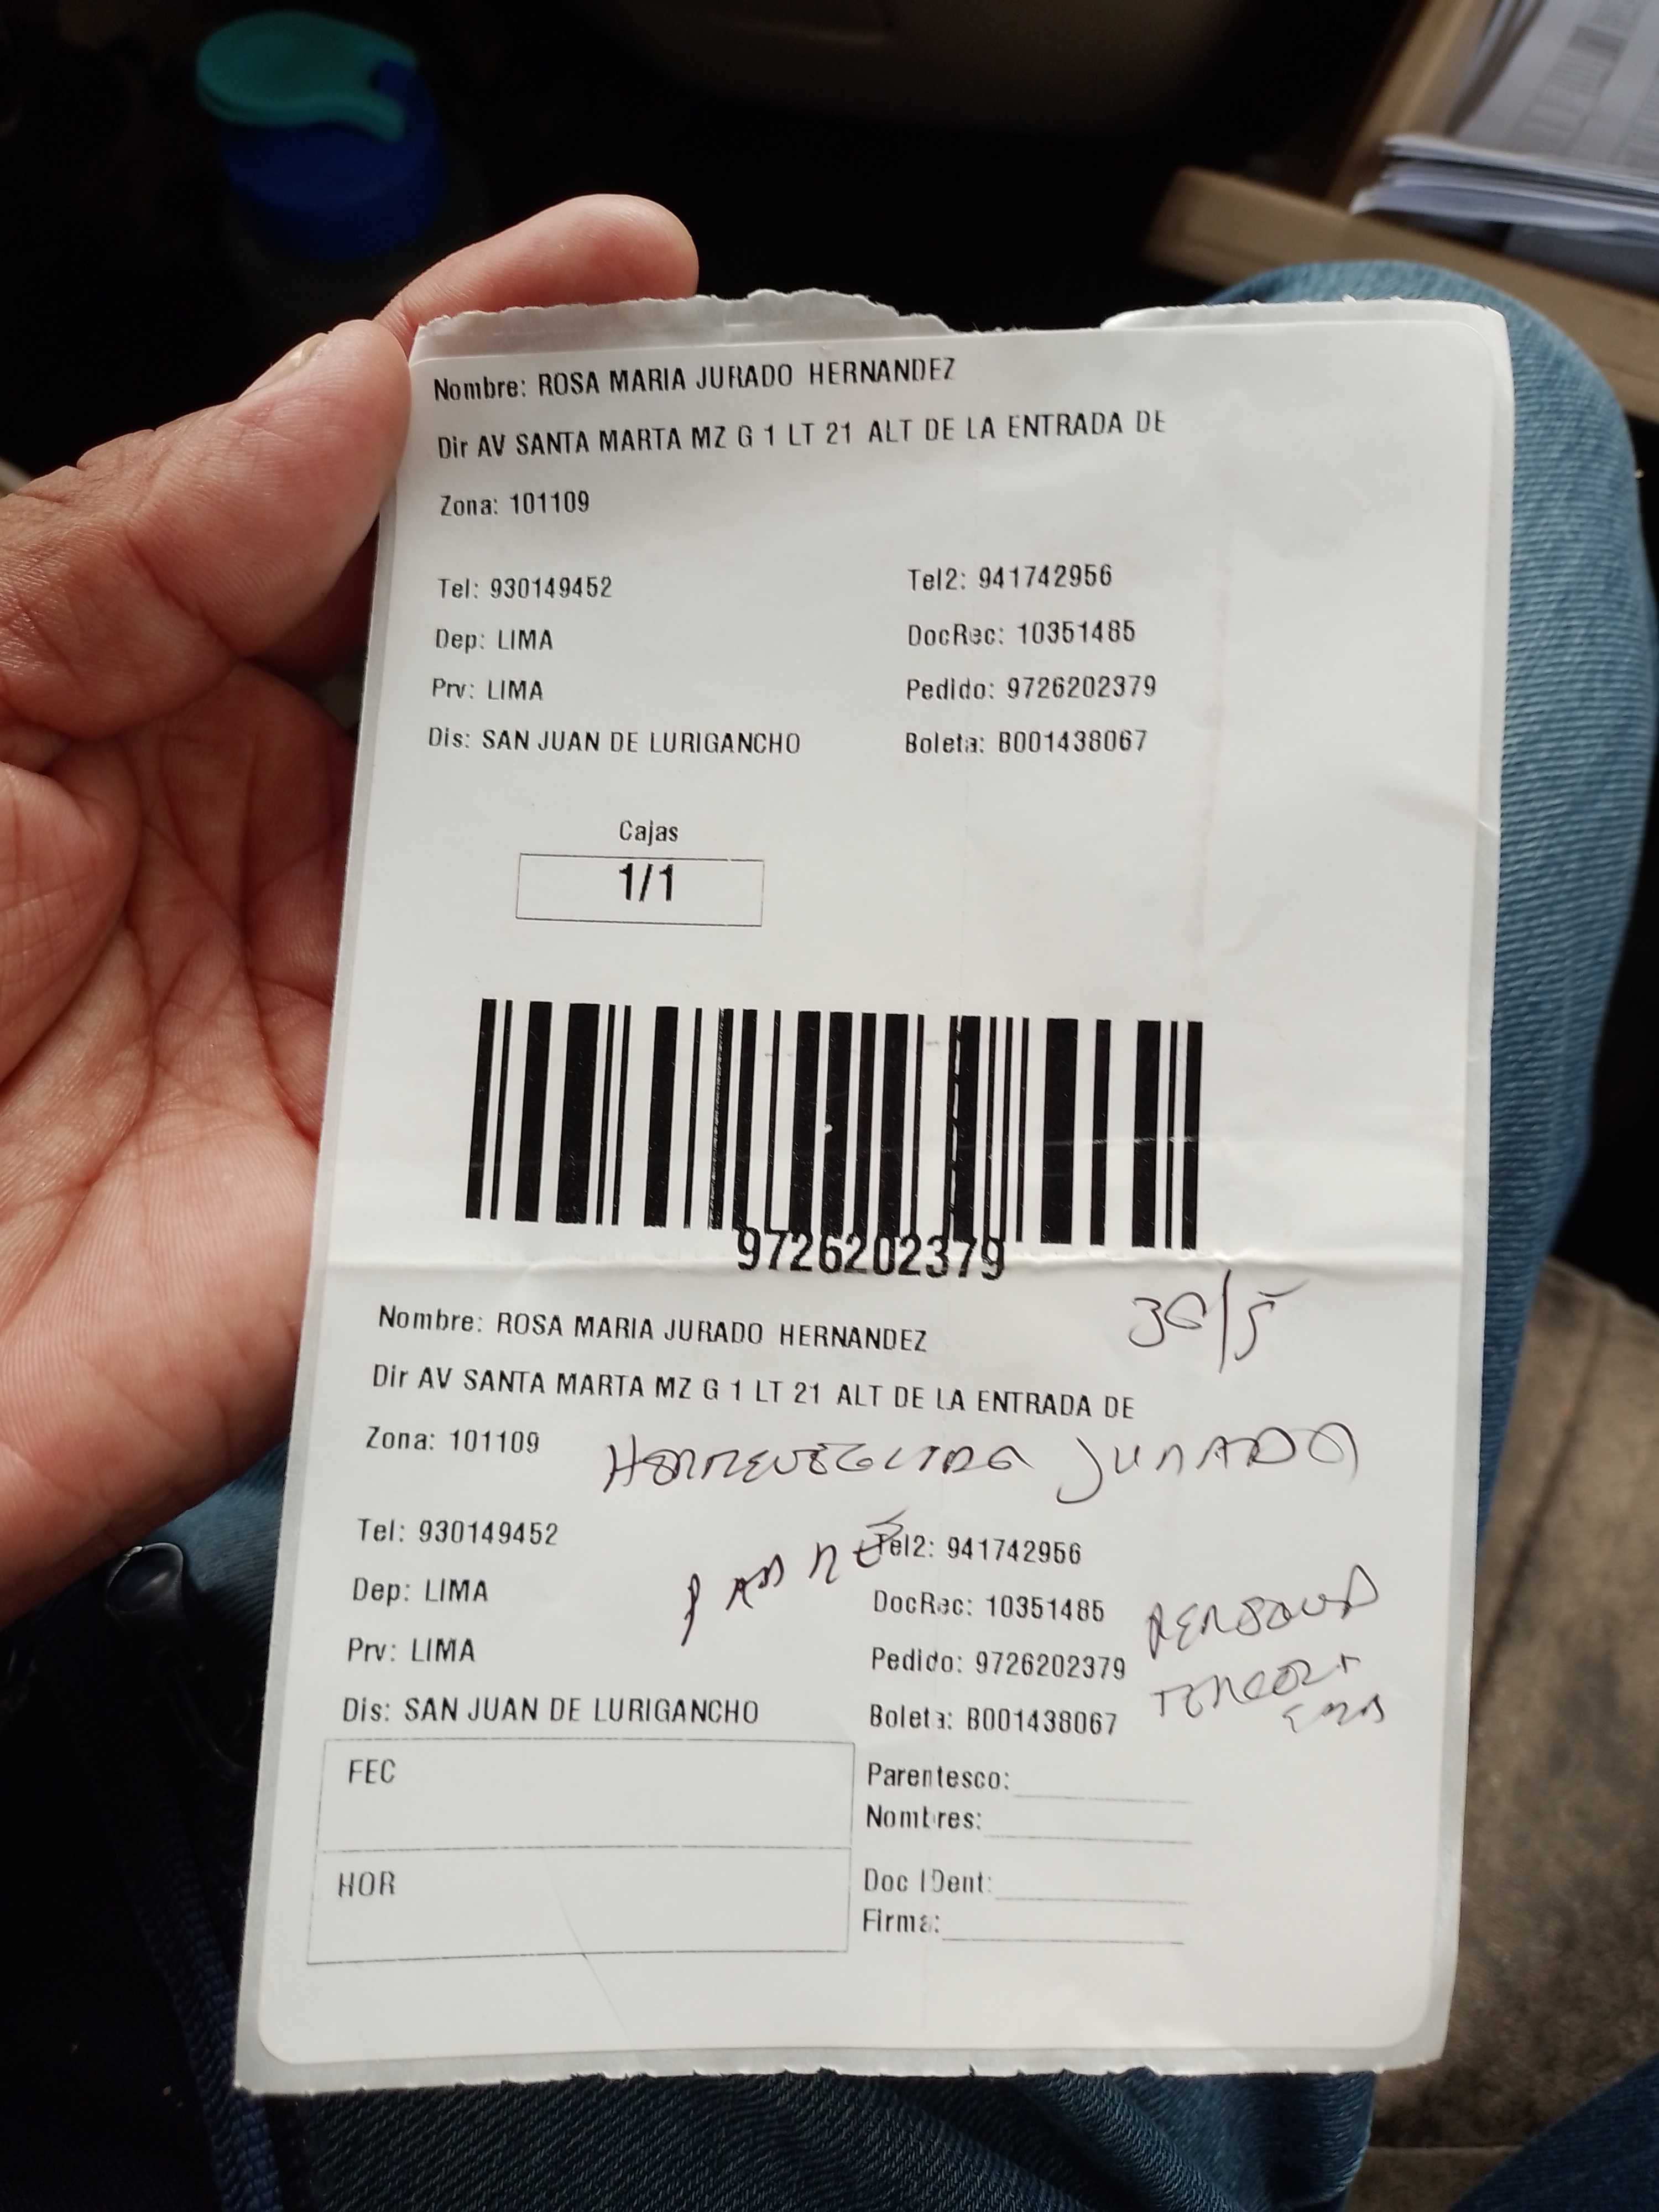 Nombre: ROSA MARIA JURADO HERNANDEZ
Dir AV SANTA MARTA MZ G 1 LT 21 ALT DE LA ENTRADA DE
Zona: 101109
Tel: 930149452 Tel2: 941742956
Dep: LIMA DocRec: 10351485
Prv: LIMA Pedido: 9726202379
Dis: SAN JUAN DE LURIGANCHO Boleta: B001438067
Cajas
1/1
9726202379
30/5
Nombre: ROSA MARIA JURADO HERNANDEZ
Dir AV SANTA MARTA MZ G 1 LT 21 ALT DE LA ENTRADA DE
Zona: 101109 JURADO
Tel: 930149452 PADRE Tel2: 941742956
Dep: LIMA DocRec: 10351485 PERSONA
Prv: LIMA Pedido: 9726202379 TERCERA
Dis: SAN JUAN DE LURIGANCHO Boleta: B001438067
FEC Parentesco:
Nombres:
HOR Doc IDent:
Firma: